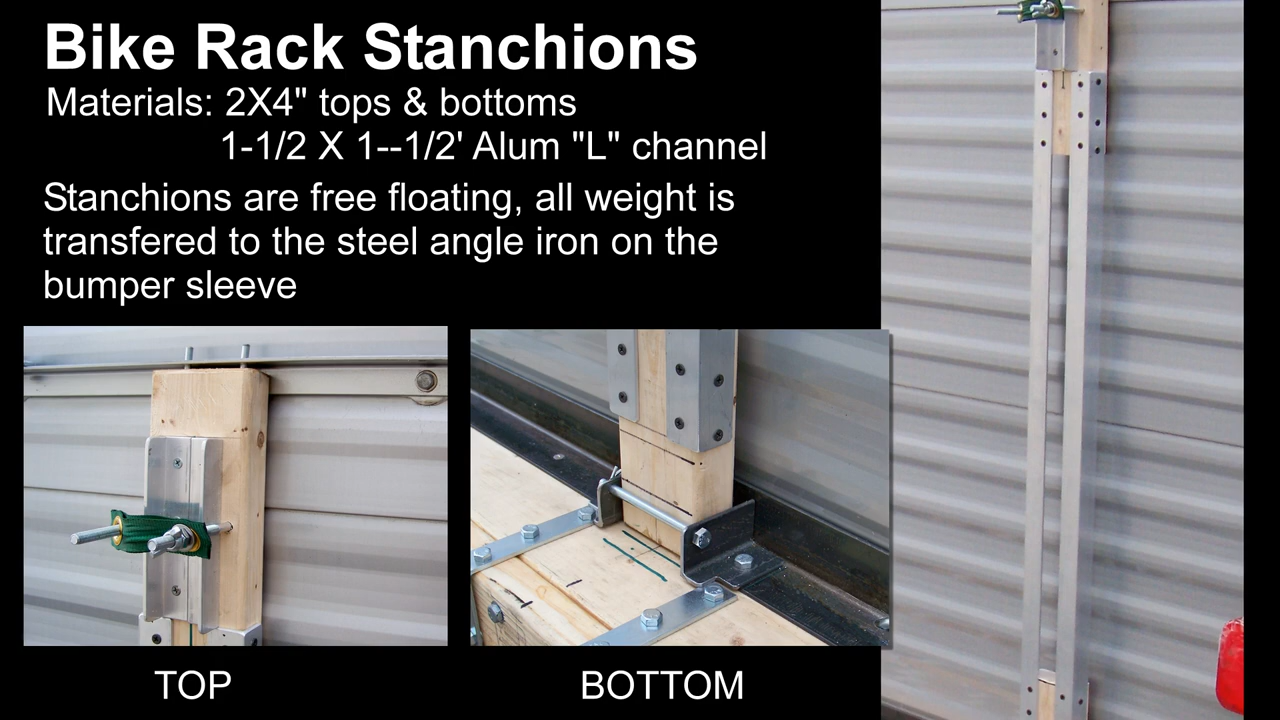 Bike Rack Stanchions
Materials: 2X4" tops & bottoms
1-1/2 X 1--1/2' Alum "L" channel
Stanchions are free floating, all weight is
transfered to the steel angle iron on the
bumper sleeve
TOP
BOTTOM